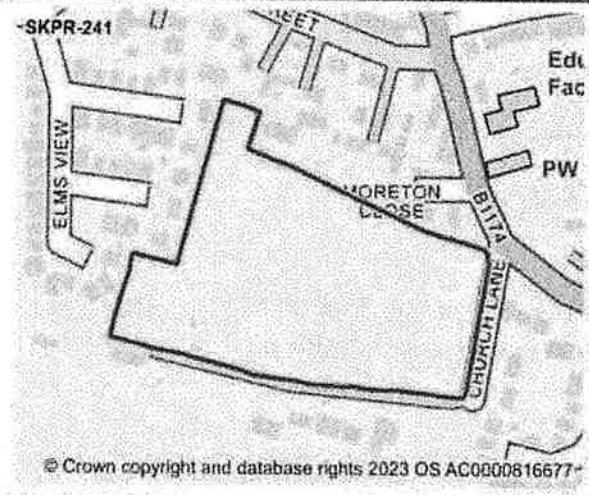 -SKPR-241
REET
Edu
Fac
ELMS VIEW
MORETON
CLOSE
PW
B1174
CHURCH LANE
© Crown copyright and database rights 2023 OS AC0000816677